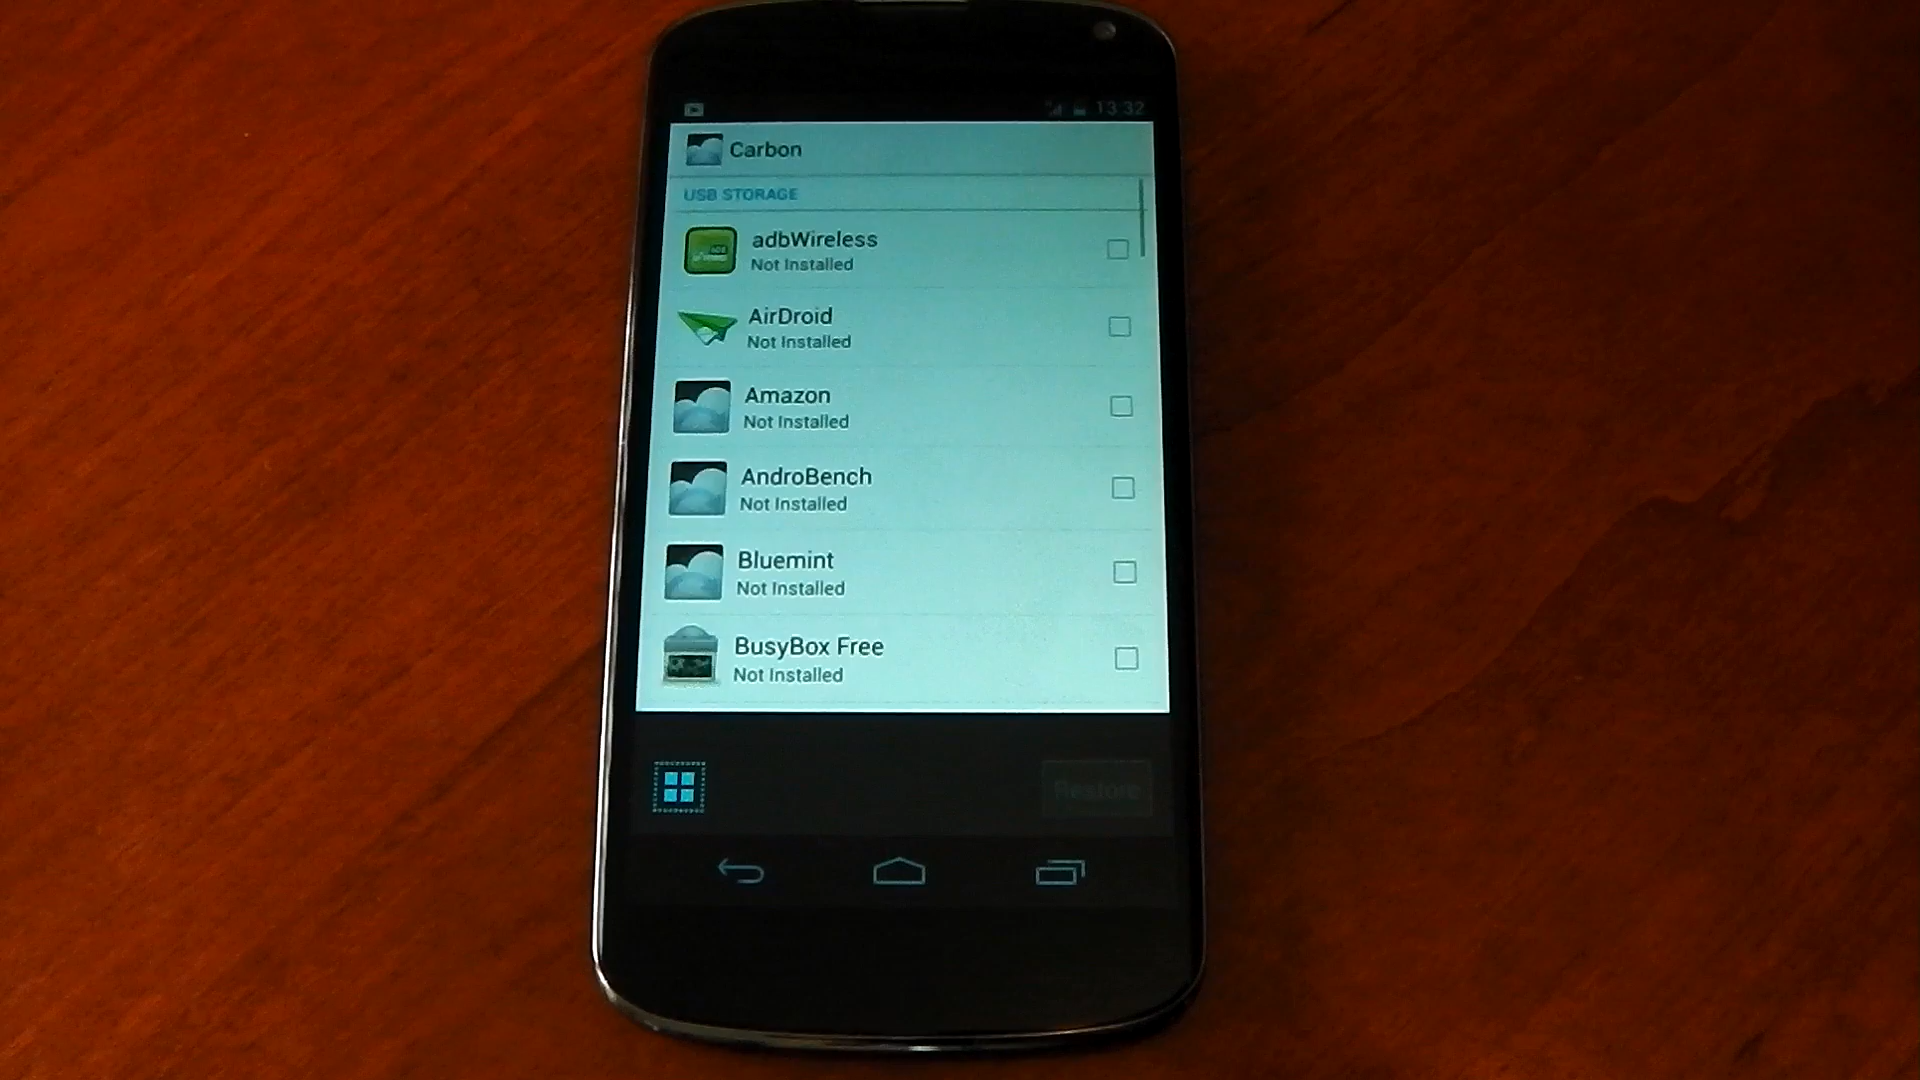 13:32
Carbon
USB STORAGE
adbWireless
Not Installed
AirDroid
Not Installed
Amazon
Not Installed
AndroBench
Not Installed
Bluemint
Not Installed
BusyBox Free
Not Installed
Restore